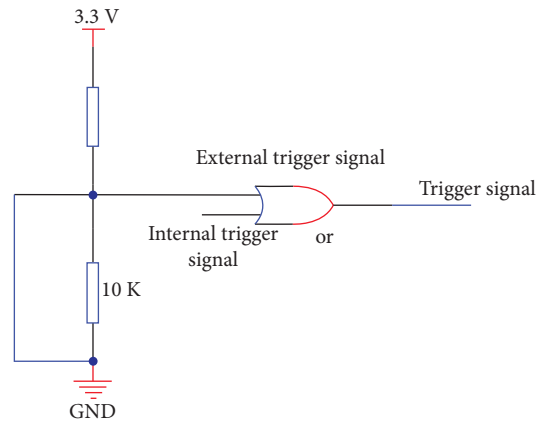 3.3 V
External trigger signal
Trigger signal
Internal trigger
signal
or
10 K
GND